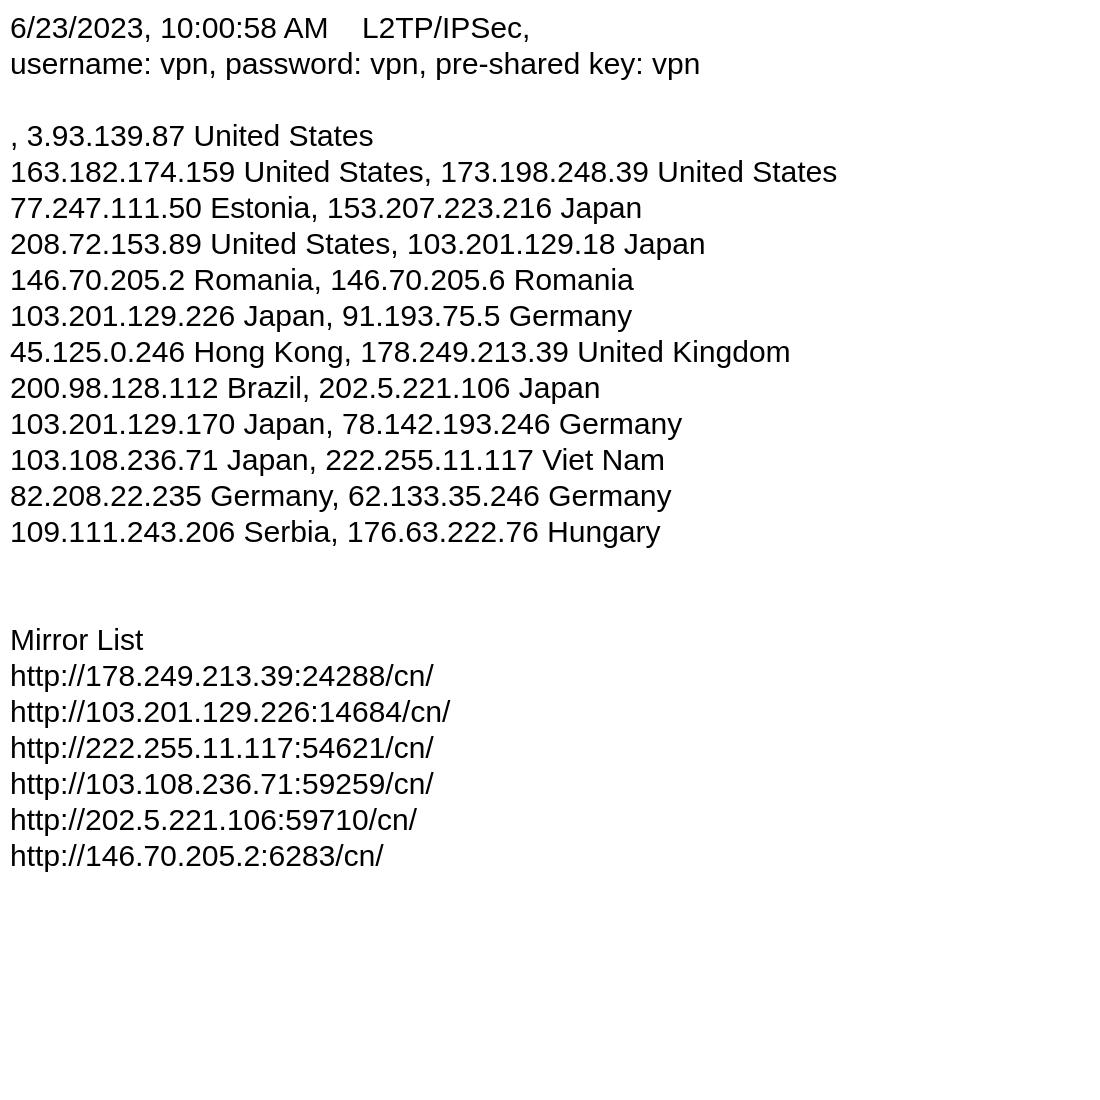 6/23/2023, 10:00:58 AM    L2TP/IPSec,
username: vpn, password: vpn, pre-shared key: vpn
, 3.93.139.87 United States
163.182.174.159 United States, 173.198.248.39 United States
77.247.111.50 Estonia, 153.207.223.216 Japan
208.72.153.89 United States, 103.201.129.18 Japan
146.70.205.2 Romania, 146.70.205.6 Romania
103.201.129.226 Japan, 91.193.75.5 Germany
45.125.0.246 Hong Kong, 178.249.213.39 United Kingdom
200.98.128.112 Brazil, 202.5.221.106 Japan
103.201.129.170 Japan, 78.142.193.246 Germany
103.108.236.71 Japan, 222.255.11.117 Viet Nam
82.208.22.235 Germany, 62.133.35.246 Germany
109.111.243.206 Serbia, 176.63.222.76 Hungary
Mirror List
http://178.249.213.39:24288/cn/
http://103.201.129.226:14684/cn/
http://222.255.11.117:54621/cn/
http://103.108.236.71:59259/cn/
http://202.5.221.106:59710/cn/
http://146.70.205.2:6283/cn/